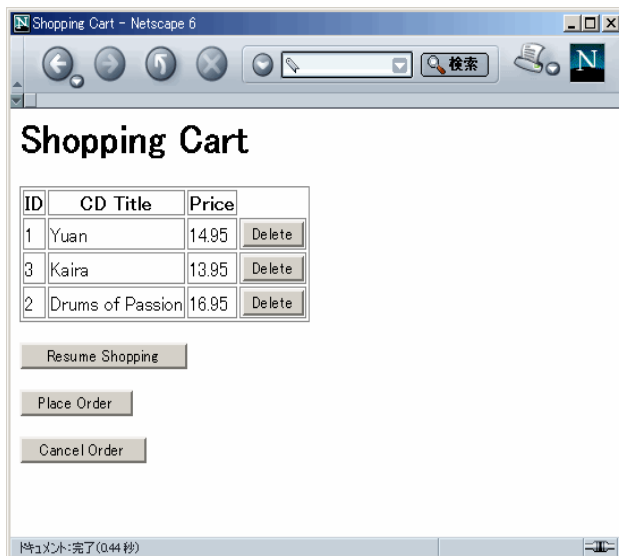 Shopping Cart - Netscape 6
検索
N
Shopping Cart
ID CD Title Price
1 Yuan 14.95 Delete
3 Kaira 13.95 Delete
2 Drums of Passion 16.95 Delete
Resume Shopping
Place Order
Cancel Order
ドキュメント:完了(0.44 秒)